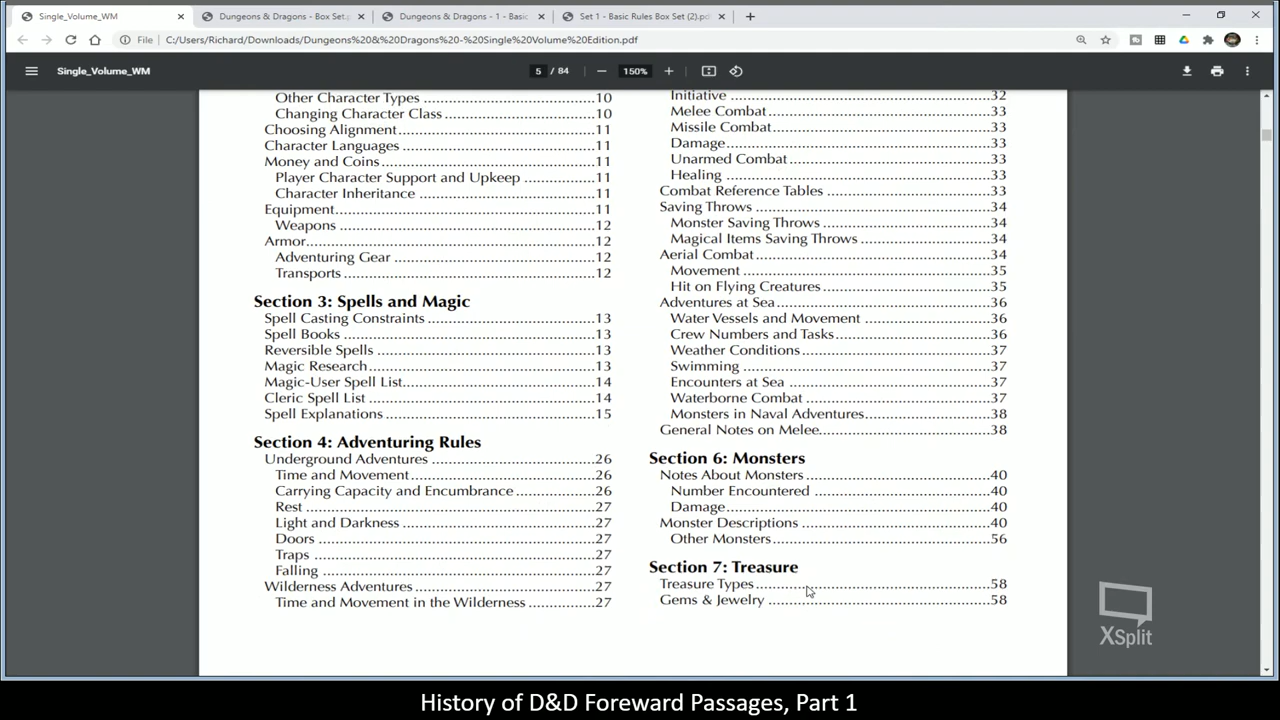 Single_Volume_WM
Dungeons & Dragons - Box Set.p
Dungeons & Dragons - 1 - Basic
Set 1 - Basic Rules Box Set (2).pd
File
C:/Users/Richard/Downloads/Dungeons%20&%20Dragons%20-%20Single%20Volume%20Edition.pdf
Single_Volume_WM
5 / 84
150%
Other Character Types 10
Changing Character Class 10
Choosing Alignment 11
Character Languages 11
Money and Coins 11
Player Character Support and Upkeep 11
Character Inheritance 11
Equipment 11
Weapons 12
Armor 12
Adventuring Gear 12
Transports 12
Section 3: Spells and Magic
Spell Casting Constraints 13
Spell Books 13
Reversible Spells 13
Magic Research 13
Magic-User Spell List 14
Cleric Spell List 14
Spell Explanations 15
Section 4: Adventuring Rules
Underground Adventures 26
Time and Movement 26
Carrying Capacity and Encumbrance 26
Rest 27
Light and Darkness 27
Doors 27
Traps 27
Falling 27
Wilderness Adventures 27
Time and Movement in the Wilderness 27
Initiative 32
Melee Combat 33
Missile Combat 33
Damage 33
Unarmed Combat 33
Healing 33
Combat Reference Tables 33
Saving Throws 34
Monster Saving Throws 34
Magical Items Saving Throws 34
Aerial Combat 34
Movement 35
Hit on Flying Creatures 35
Adventures at Sea 36
Water Vessels and Movement 36
Crew Numbers and Tasks 36
Weather Conditions 37
Swimming 37
Encounters at Sea 37
Waterborne Combat 37
Monsters in Naval Adventures 38
General Notes on Melee 38
Section 6: Monsters
Notes About Monsters 40
Number Encountered 40
Damage 40
Monster Descriptions 40
Other Monsters 56
Section 7: Treasure
Treasure Types 58
Gems & Jewelry 58
XSplit
History of D&D Foreward Passages, Part 1